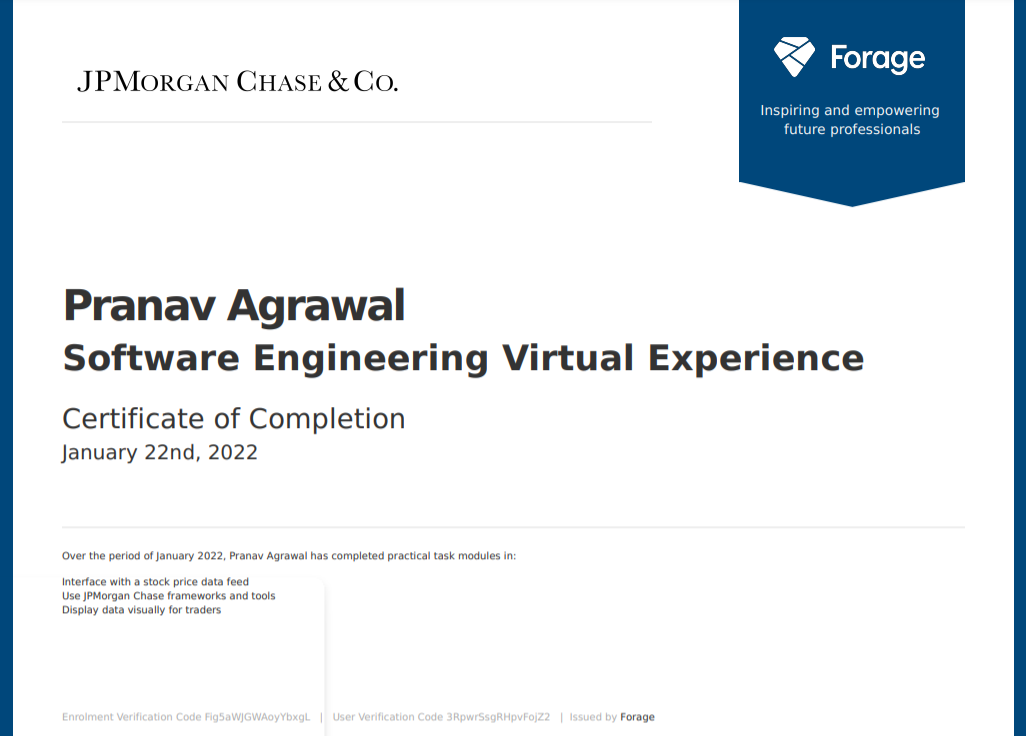 JPMORGAN CHASE & CO.
Forage
Inspiring and empowering
future professionals
Pranav Agrawal
Software Engineering Virtual Experience
Certificate of Completion
January 22nd, 2022
Over the period of January 2022, Pranav Agrawal has completed practical task modules in:
Interface with a stock price data feed
Use JPMorgan Chase frameworks and tools
Display data visually for traders
Enrolment Verification Code Fig5aWJGWAoyYbxgL | User Verification Code 3RpwrSsgRHpvFojZ2 | Issued by Forage